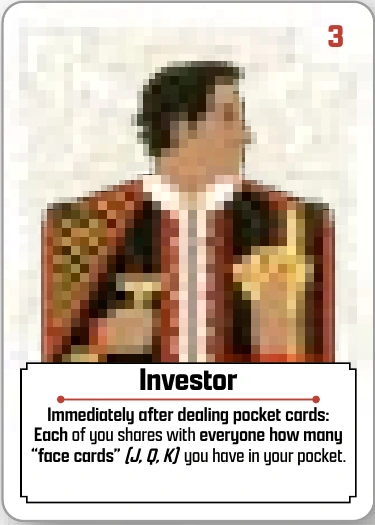 3
Investor
Immediately after dealing pocket cards:
Each of you shares with everyone how many
“face cards” (J, Q, K) you have in your pocket.